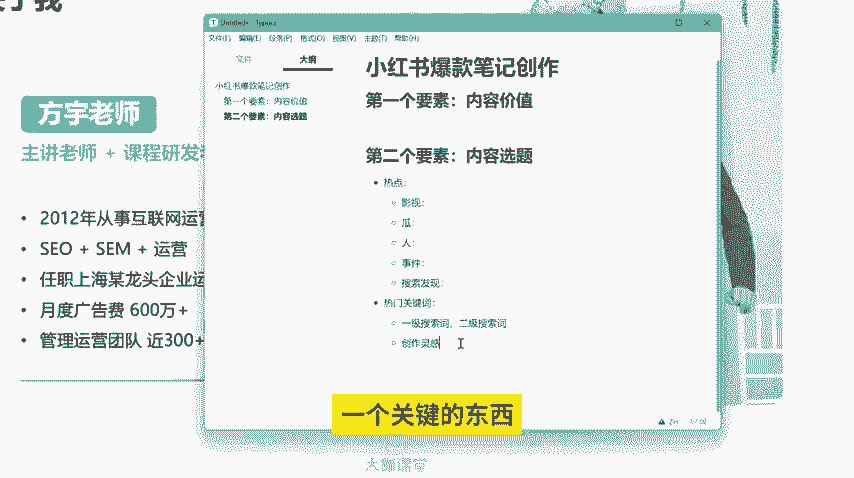 关于我
方宇老师
主讲老师 + 课程研发
2012年从事互联网运营
SEO + SEM + 运营
任职上海某龙头企业运
月度广告费 600万+
管理运营团队 近300+
Untitled• - Typora
文件(F) 编辑(E) 段落(P) 格式(O) 视图(V) 主题(T) 帮助(H)
文件 大纲
小红书爆款笔记创作
第一个要素：内容价值
第二个要素：内容选题
小红书爆款笔记创作
第一个要素：内容价值
第二个要素：内容选题
热点：
影视：
瓜：
人：
事件：
搜索发现：
热门关键词：
一级搜索词、二级搜索词
创作灵感
一个关键的东西